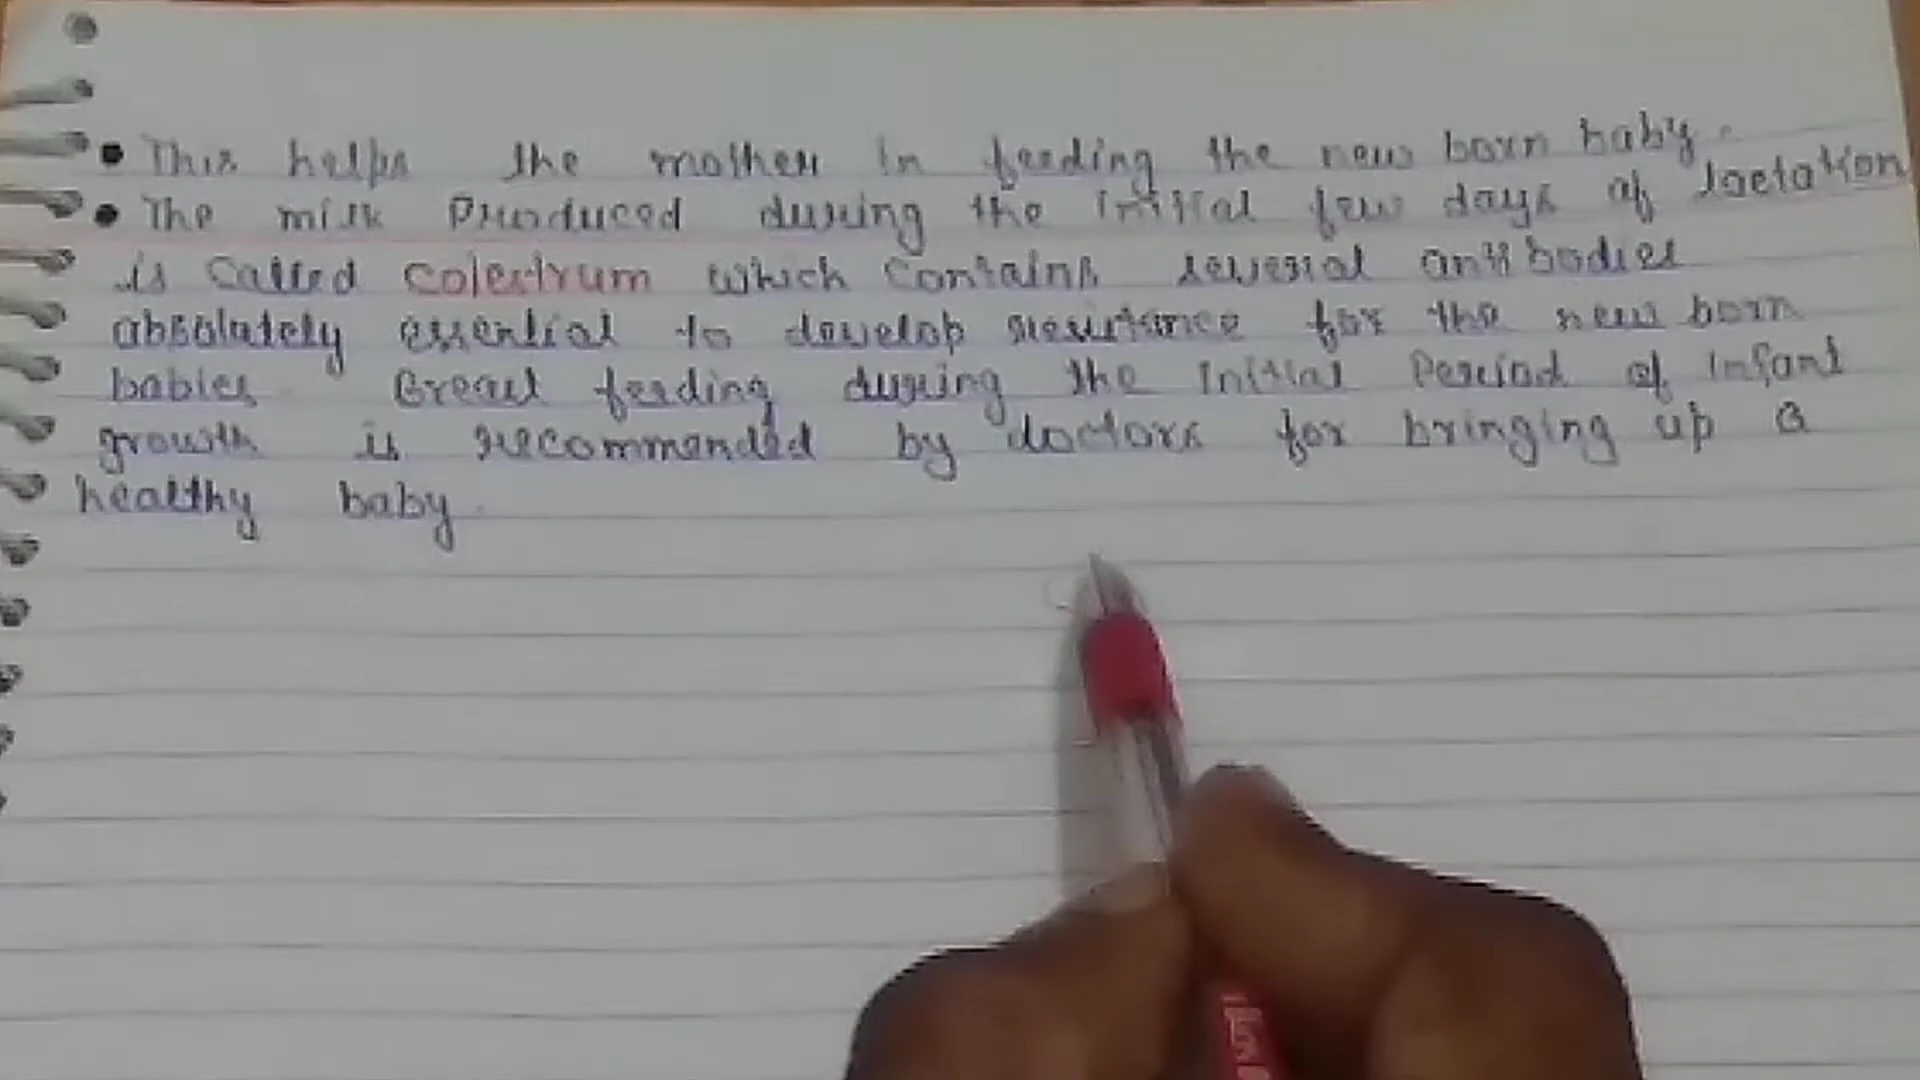 • This helps the mother in feeding the new born baby.
• The milk produced during the initial few days of lactation
is called colestrum which contains several antibodies
absolutely essential to develop resistance for the new born
babies. Breast feeding during the initial period of infant
growth is recommended by doctors for bringing up a
healthy baby.